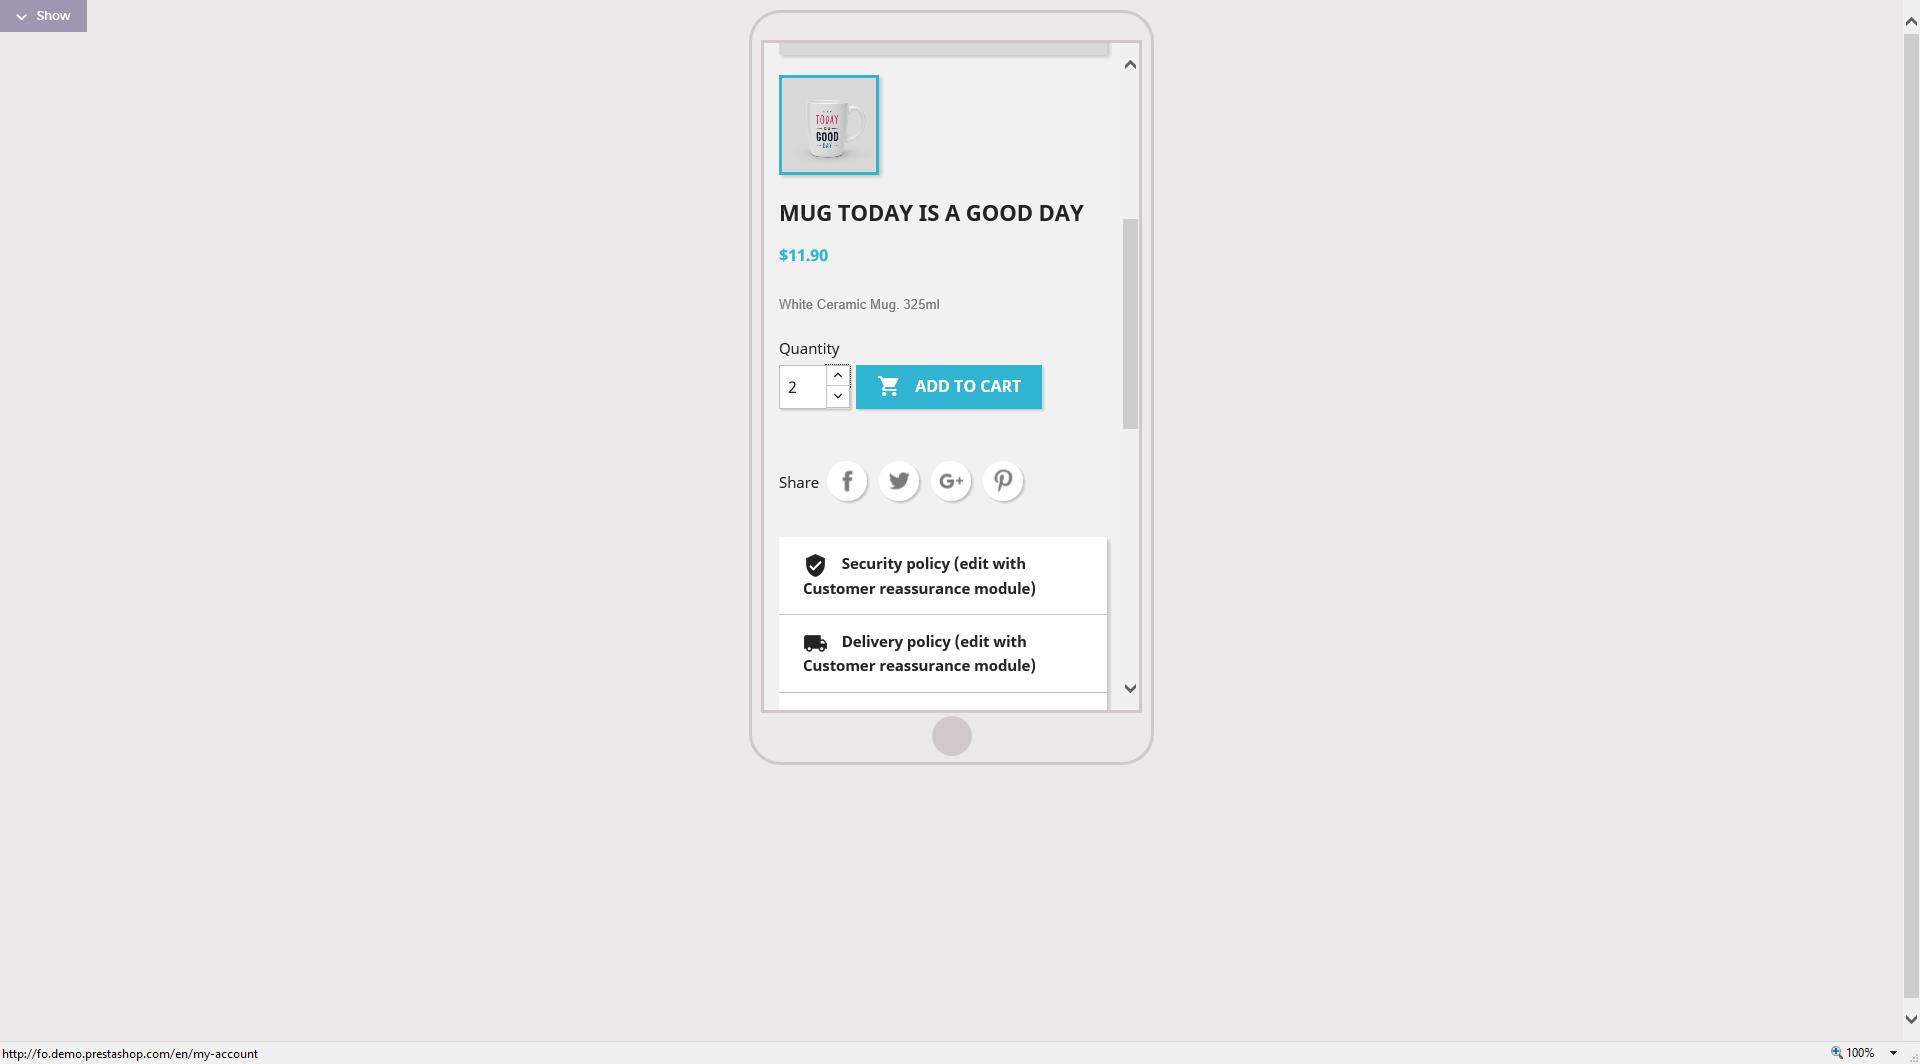 Show
TODAY
IS A
GOOD
DAY
MUG TODAY IS A GOOD DAY
$11.90
White Ceramic Mug. 325ml
Quantity
2
ADD TO CART
Share
Security policy (edit with
Customer reassurance module)
Delivery policy (edit with
Customer reassurance module)
http://fo.demo.prestashop.com/en/my-account
100%